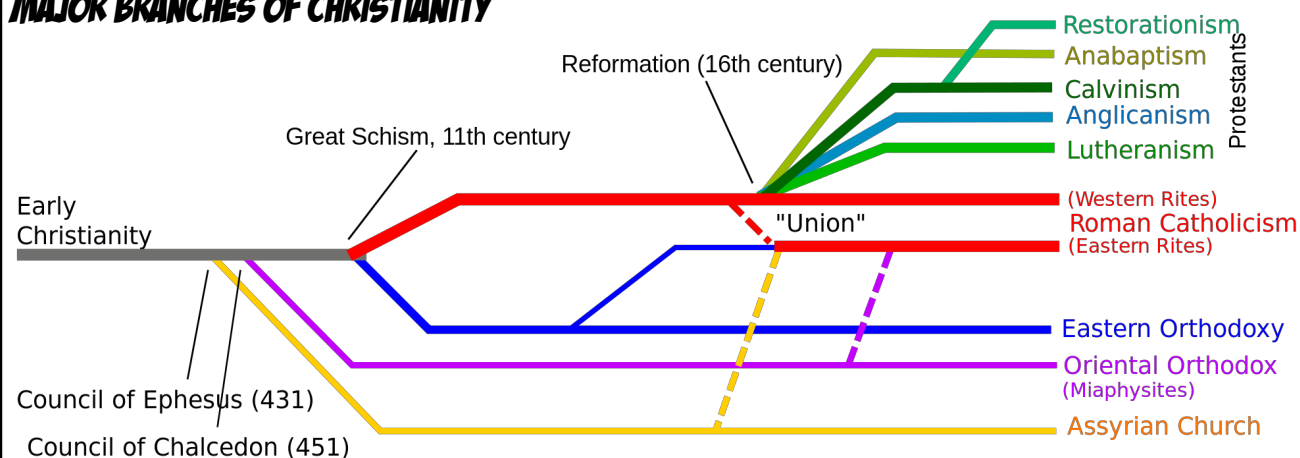 MAJOR BRANCHES OF CHRISTIANITY
Restorationism
Anabaptism
Calvinism
Anglicanism
Lutheranism
Protestants
Reformation (16th century)
Great Schism, 11th century
Early
Christianity
(Western Rites)
Roman Catholicism
(Eastern Rites)
"Union"
Eastern Orthodoxy
Oriental Orthodox
(Miaphysites)
Assyrian Church
Council of Ephesus (431)
Council of Chalcedon (451)